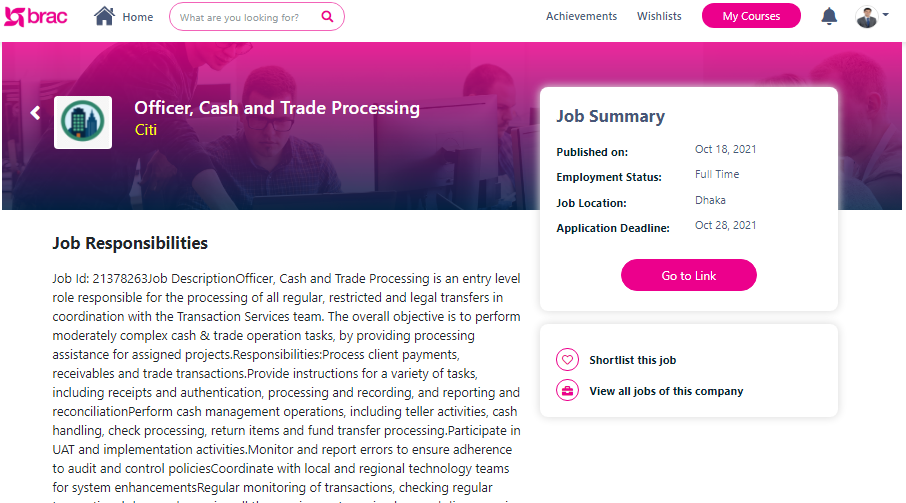 brac
Home
What are you looking for?
Achievements
Wishlists
My Courses
Officer, Cash and Trade Processing
Citi
Job Summary
Published on: Oct 18, 2021
Employment Status: Full Time
Job Location: Dhaka
Application Deadline: Oct 28, 2021
Go to Link
Shortlist this job
View all jobs of this company
Job Responsibilities
Job Id: 21378263Job DescriptionOfficer, Cash and Trade Processing is an entry level
role responsible for the processing of all regular, restricted and legal transfers in
coordination with the Transaction Services team. The overall objective is to perform
moderately complex cash & trade operation tasks, by providing processing
assistance for assigned projects.Responsibilities:Process client payments,
receivables and trade transactions.Provide instructions for a variety of tasks,
including receipts and authentication, processing and recording, and reporting and
reconciliationPerform cash management operations, including teller activities, cash
handling, check processing, return items and fund transfer processing.Participate in
UAT and implementation activities.Monitor and report errors to ensure adherence
to audit and control policiesCoordinate with local and regional technology teams
for system enhancementsRegular monitoring of transactions, checking regular